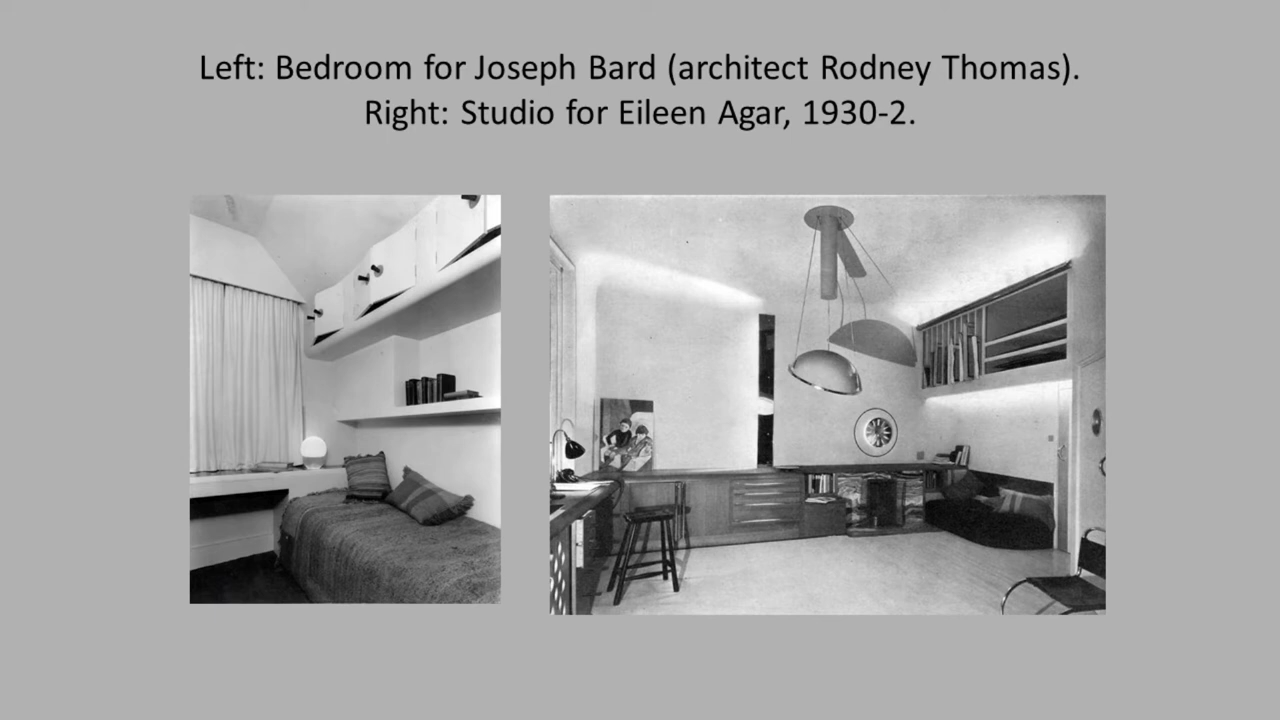 Left: Bedroom for Joseph Bard (architect Rodney Thomas).
Right: Studio for Eileen Agar, 1930-2.